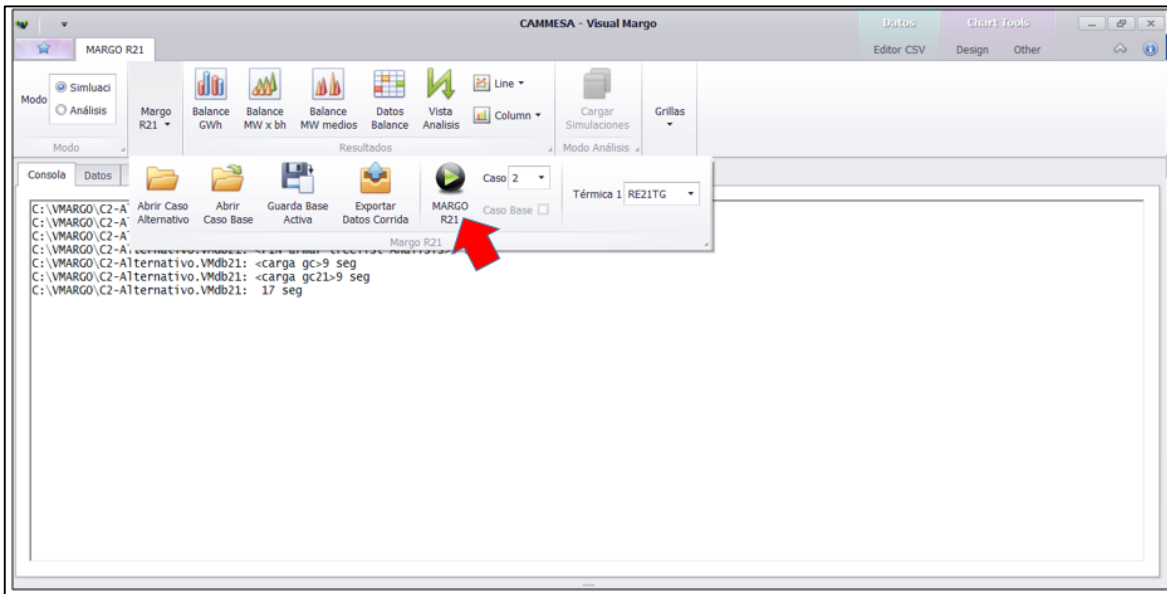 CAMMESA - Visual Margo
Datos
Chart Tools
MARGO R21
Editor CSV
Design
Other
Modo
Simluaci
Análisis
Modo
Margo
R21
Balance
GWh
Balance
MW x bh
Balance
MW medios
Datos
Balance
Vista
Analisis
Line
Column
Resultados
Cargar
Simulaciones
Modo Análisis
Grillas
Consola
Datos
Abrir Caso
Alternativo
Abrir
Caso Base
Guarda Base
Activa
Exportar
Datos Corrida
MARGO
R21
Caso 2
Caso Base
Térmica 1 RE21TG
Margo R21
C:\VMARGO\C2-A
C:\VMARGO\C2-A
C:\VMARGO\C2-A
C:\VMARGO\C2-Alternativo.VMdb21:
C:\VMARGO\C2-Alternativo.VMdb21: <carga gc>9 seg
C:\VMARGO\C2-Alternativo.VMdb21: <carga gc21>9 seg
C:\VMARGO\C2-Alternativo.VMdb21: 17 seg